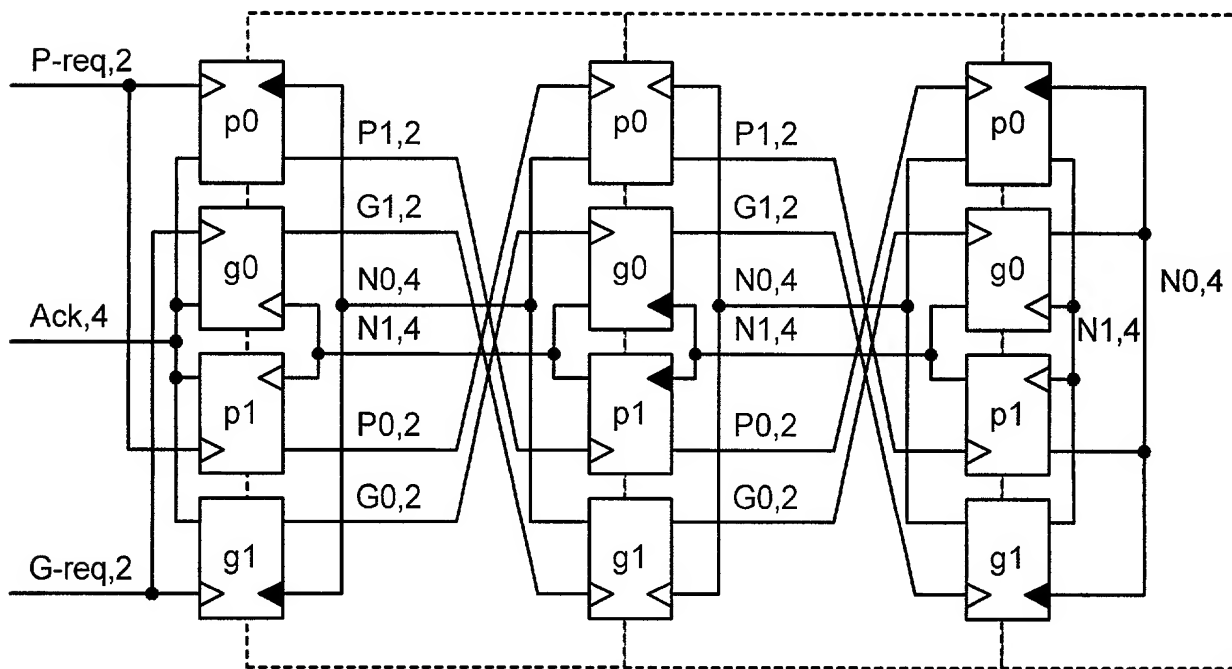 P-req,2
Ack,4
G-req,2
p0
g0
p1
g1
P1,2
G1,2
N0,4
N1,4
P0,2
G0,2
p0
g0
p1
g1
P1,2
G1,2
N0,4
N1,4
P0,2
G0,2
p0
g0
p1
g1
N1,4
N0,4